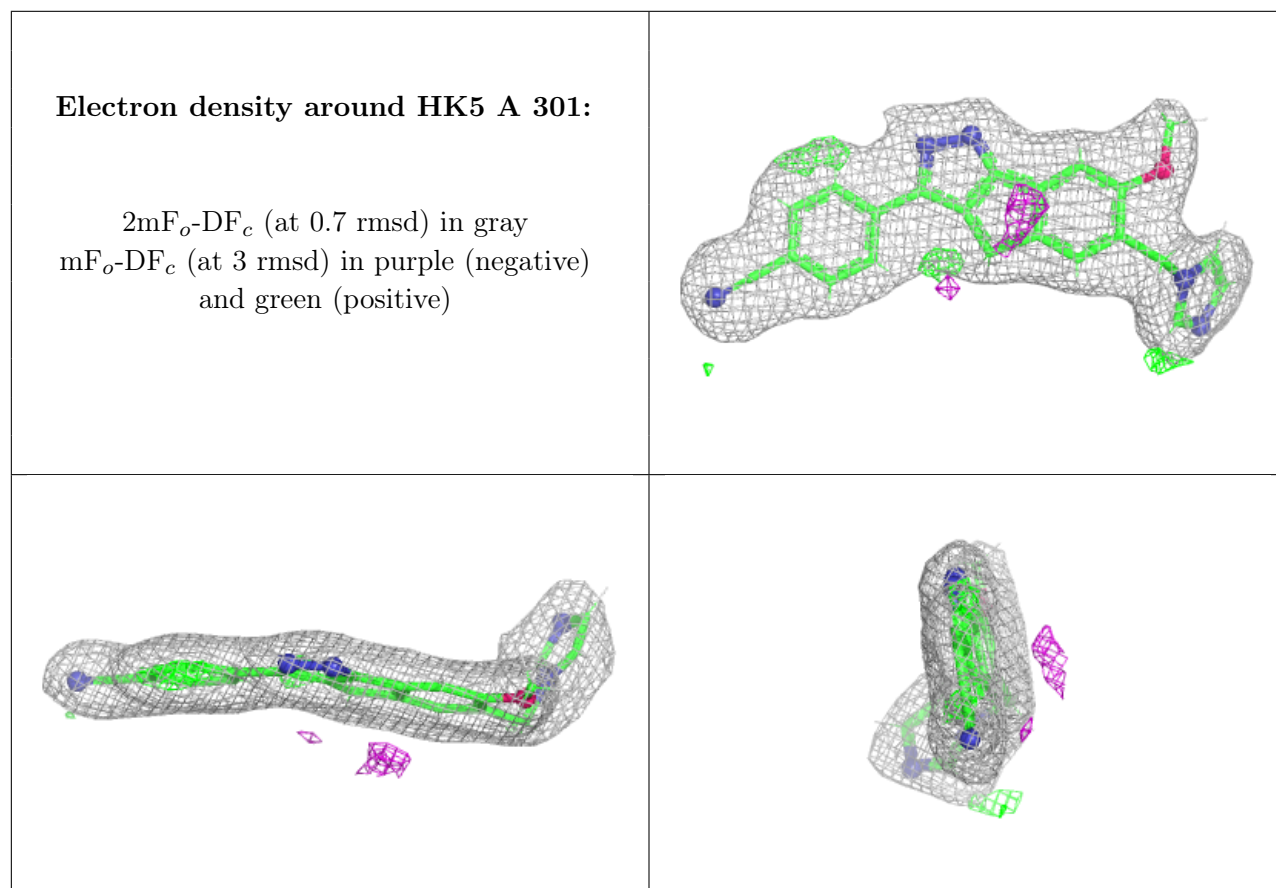 Electron density around HK5 A 301:
2mFo-DFc (at 0.7 rmsd) in gray
mFo-DFc (at 3 rmsd) in purple (negative)
and green (positive)